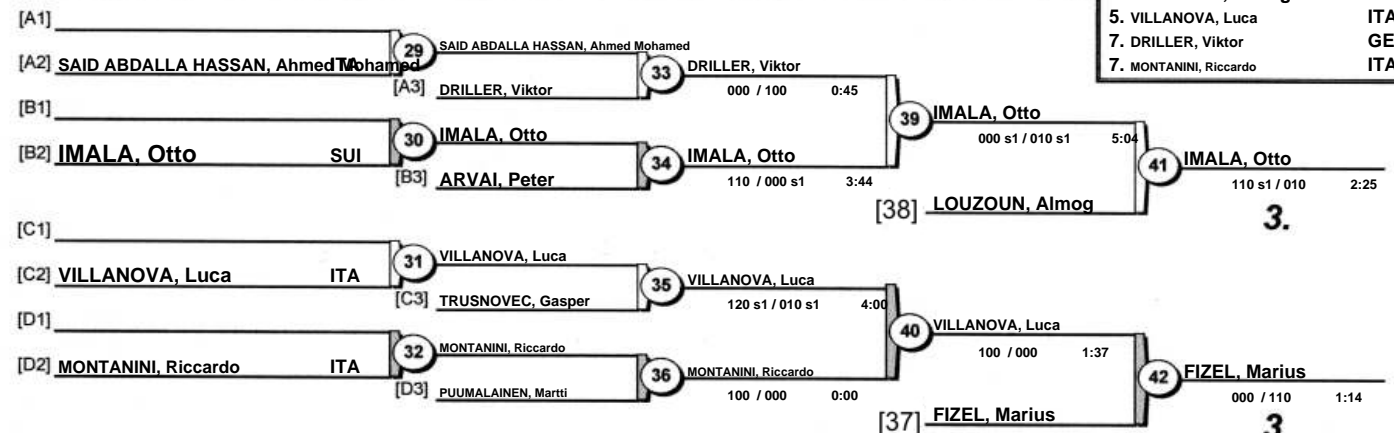 5. VILLANOVA, Luca ITA
7. DRILLER, Viktor GE
7. MONTANINI, Riccardo ITA
[A1]
29 SAID ABDALLA HASSAN, Ahmed Mohamed
[A2] SAID ABDALLA HASSAN, Ahmed Mohamed ITA
33 DRILLER, Viktor
[A3] DRILLER, Viktor
000 / 100 0:45
[B1]
39 IMALA, Otto
30 IMALA, Otto
000 s1 / 010 s1 5:04
[B2] IMALA, Otto SUI
34 IMALA, Otto
41 IMALA, Otto
[B3] ARVAI, Peter
110 / 000 s1 3:44
110 s1 / 010 2:25
[38] LOUZOUN, Almog
3.
[C1]
31 VILLANOVA, Luca
[C2] VILLANOVA, Luca ITA
35 VILLANOVA, Luca
[C3] TRUSNOVEC, Gasper
120 s1 / 010 s1 4:00
[D1]
40 VILLANOVA, Luca
32 MONTANINI, Riccardo
100 / 000 1:37
[D2] MONTANINI, Riccardo ITA
36 MONTANINI, Riccardo
42 FIZEL, Marius
[D3] PUUMALAINEN, Martti
100 / 000 0:00
000 / 110 1:14
[37] FIZEL, Marius
3